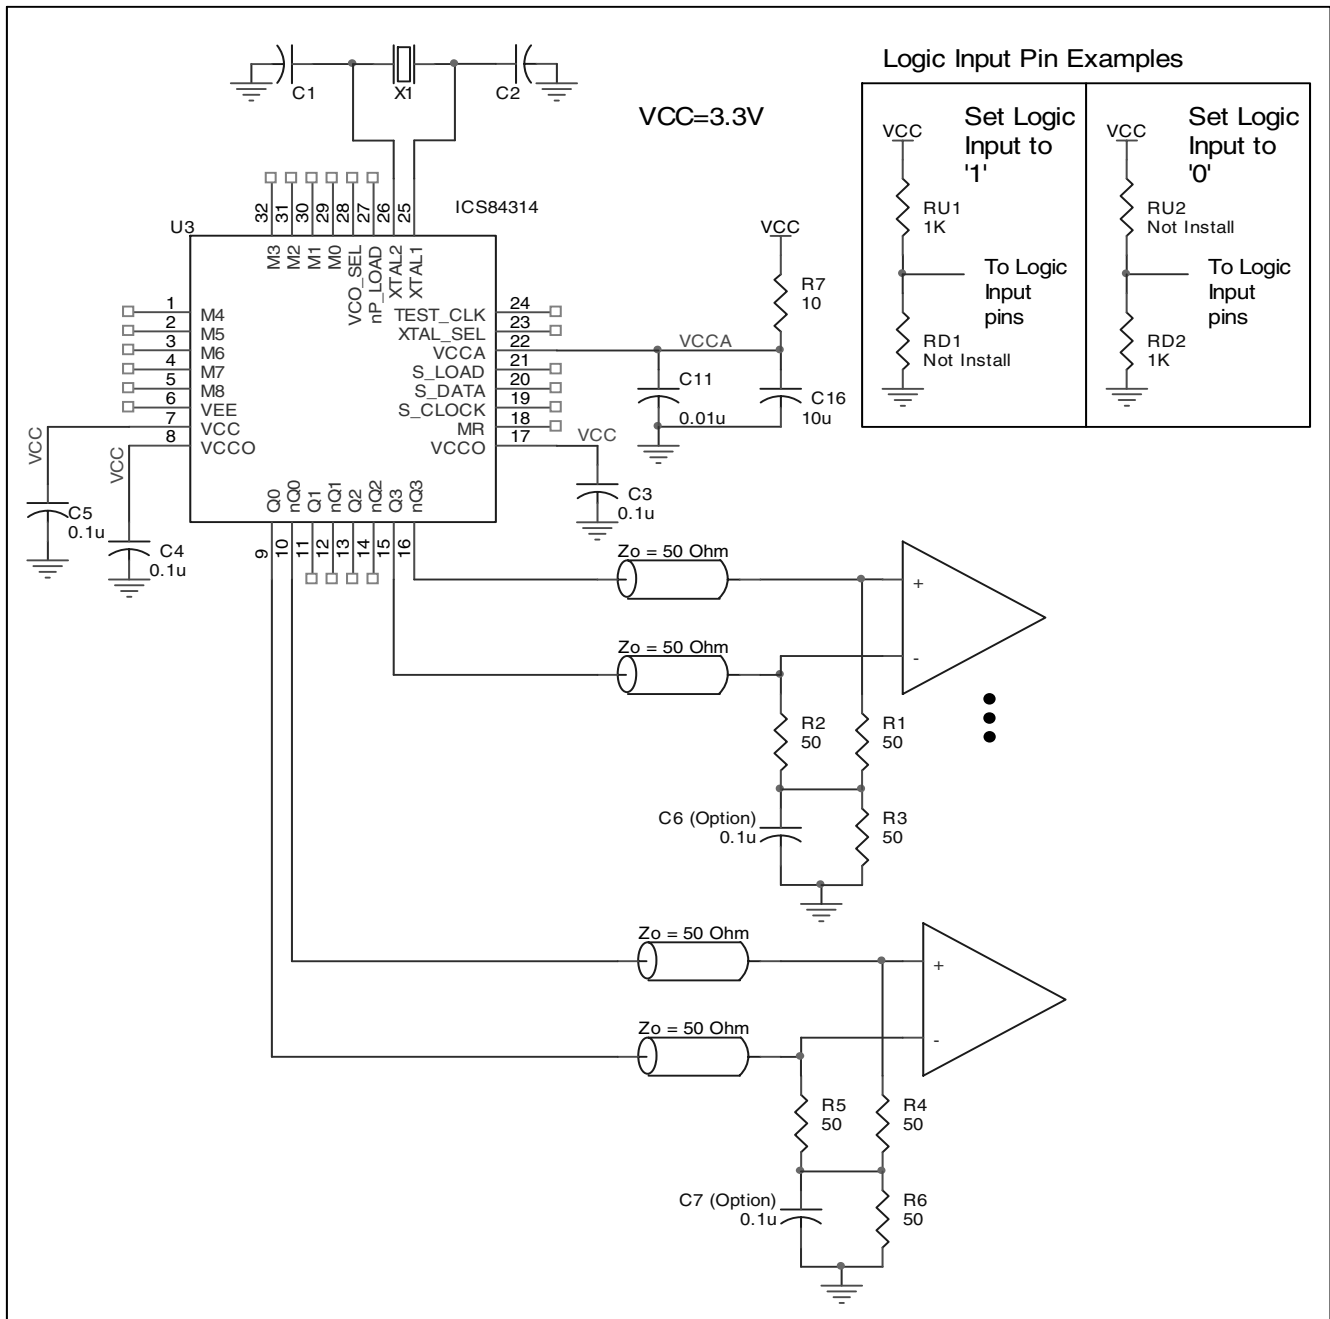 Logic Input Pin Examples
C1
X1
C2
VCC=3.3V
VCC
Set Logic
Input to
'1'
RU1
1K
To Logic
Input
pins
RD1
Not Install
VCC
Set Logic
Input to
'0'
RU2
Not Install
To Logic
Input
pins
RD2
1K
U3
ICS84314
32
31
30
29
28
27
26
25
M3
M2
M1
M0
VCO_SEL
nP_LOAD
XTAL2
XTAL1
1
M4
2
M5
3
M6
4
M7
5
M8
6
VEE
7
VCC
8
VCCO
TEST_CLK
24
XTAL_SEL
23
VCCA
22
S_LOAD
21
S_DATA
20
S_CLOCK
19
MR
18
VCCO
17
Q0
nQ0
Q1
nQ1
Q2
nQ2
Q3
nQ3
9
10
11
12
13
14
15
16
VCC
R7
10
VCCA
C11
0.01u
C16
10u
VCC
C3
0.1u
VCC
C5
0.1u
VCC
C4
0.1u
Zo = 50 Ohm
+
Zo = 50 Ohm
-
R2
50
R1
50
C6 (Option)
0.1u
R3
50
Zo = 50 Ohm
+
Zo = 50 Ohm
-
R5
50
R4
50
C7 (Option)
0.1u
R6
50